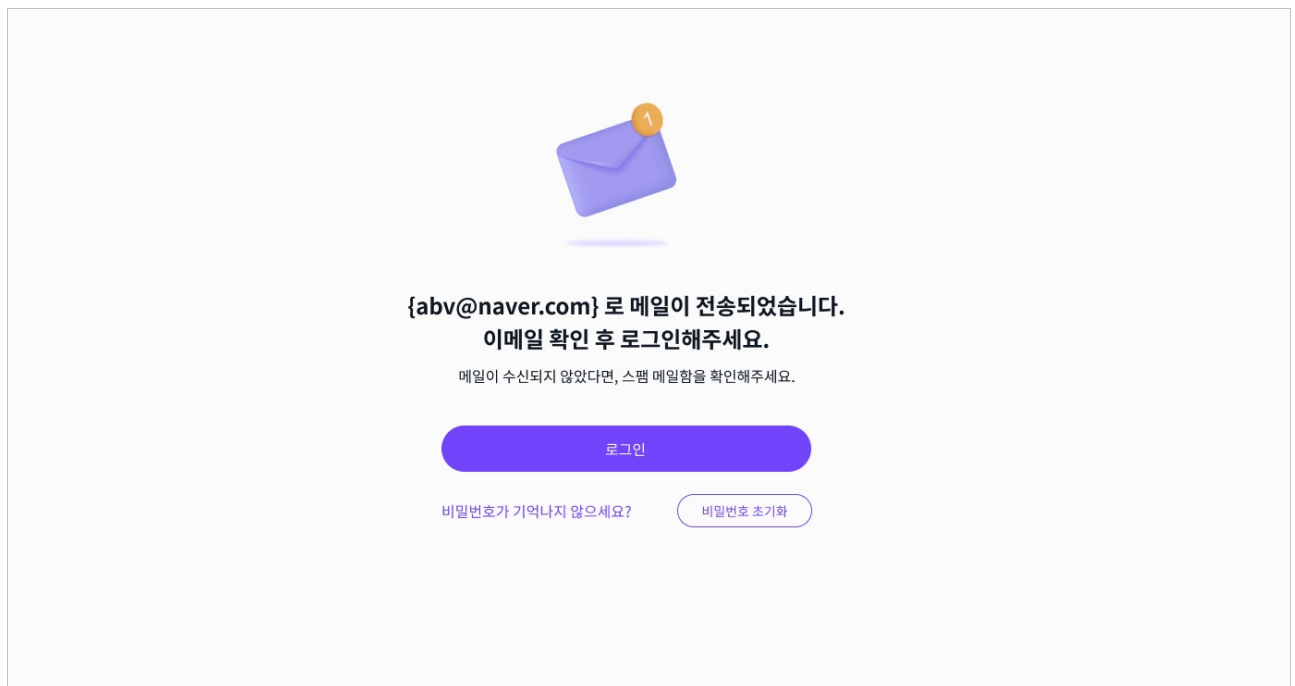 1
{abv@naver.com} 로 메일이 전송되었습니다.
이메일 확인 후 로그인해주세요.
메일이 수신되지 않았다면, 스팸 메일함을 확인해주세요.
로그인
비밀번호가 기억나지 않으세요? 비밀번호 초기화